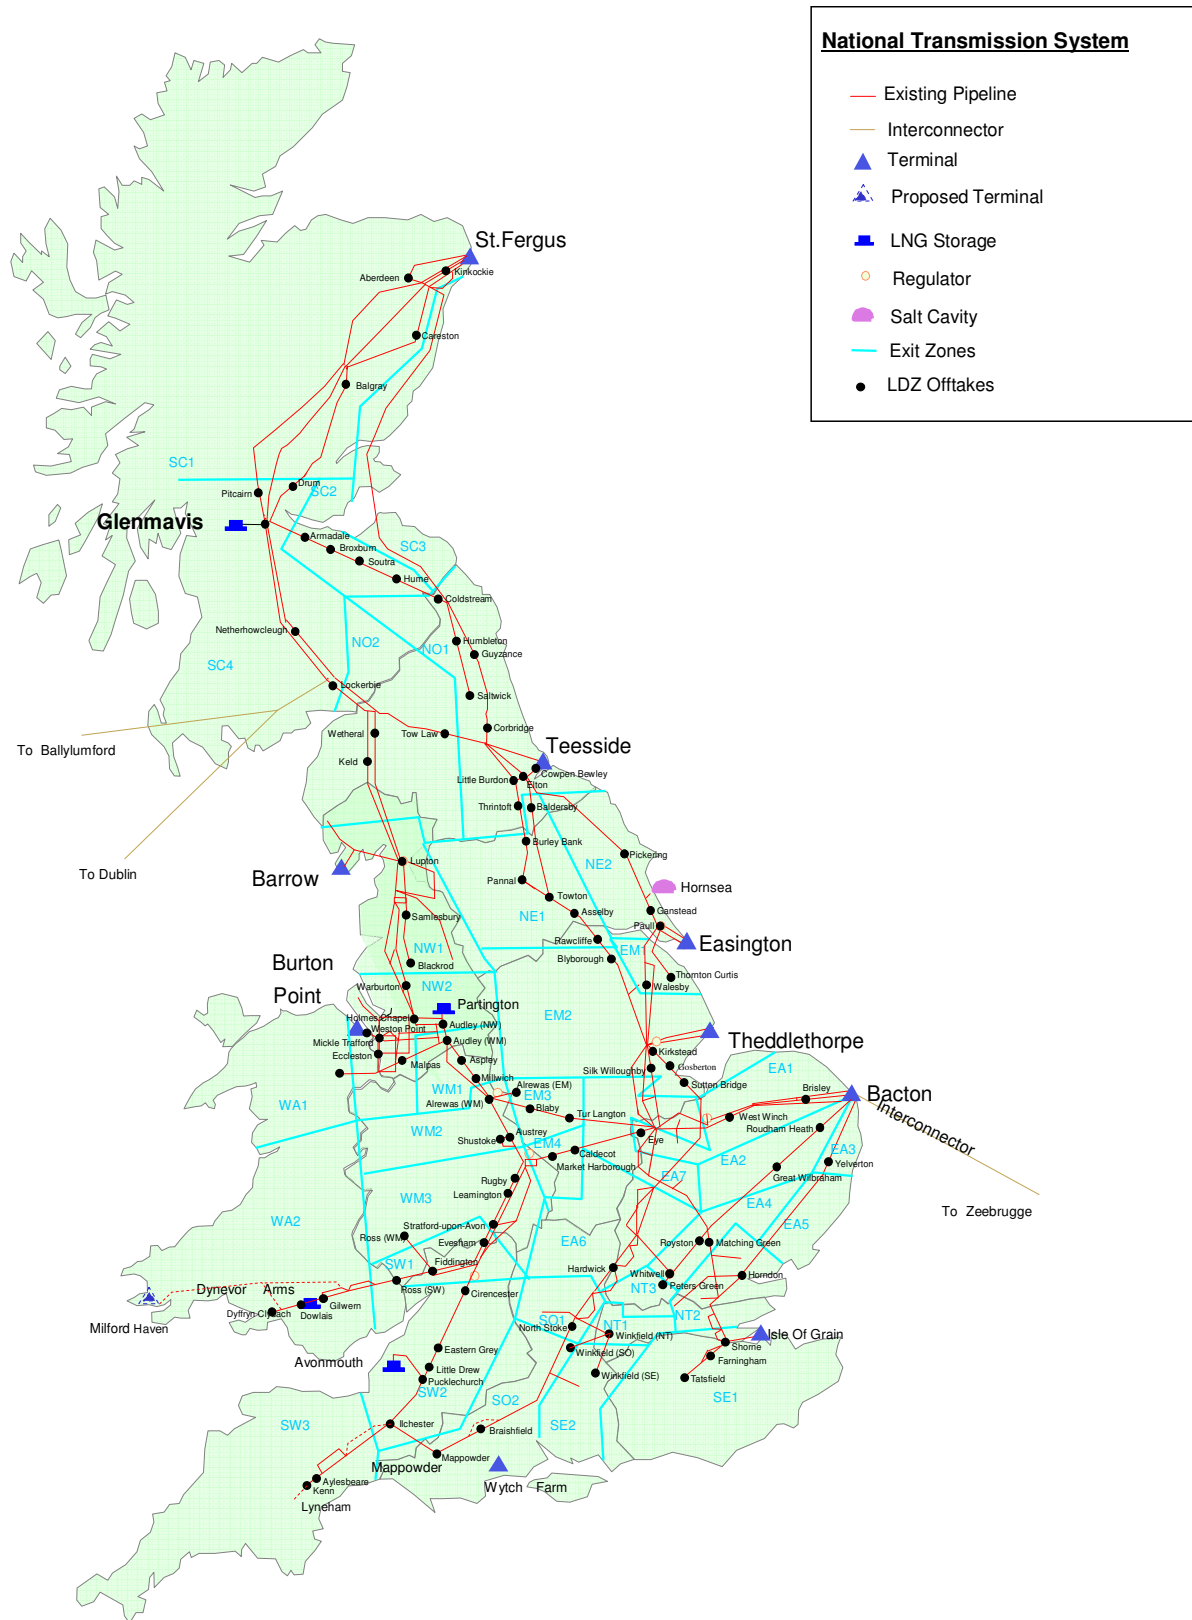 National Transmission System
Existing Pipeline
Interconnector
Terminal
Proposed Terminal
LNG Storage
Regulator
Salt Cavity
Exit Zones
LDZ Offtakes
St.Fergus
Aberdeen
Kinkockie
Careston
Balgray
SC1
Drum
SC2
Pitcairn
Glenmavis
Armadale
Broxburn
SC3
Soutra
Hume
Coldstream
Netherhowcleugh
NO2
NO1
Humbleton
Guyzance
SC4
Lockerbie
Saltwick
Corbridge
Wetheral
Tow Law
To Ballylumford
Teesside
Keld
Cowpen Bewley
Little Burdon
Elton
Thrintoft
Baldersby
Burley Bank
Pickering
Lupton
NE2
To Dublin
Barrow
Pannal
Hornsea
Towton
Samlesbury
NE1
Asselby
Ganstead
Paull
Rawcliffe
Easington
NW1
EM1
Blyborough
Burton
Point
Blackrod
Thornton Curtis
Warburton
NW2
Walesby
Partington
EM2
Holmes Chapel
Audley (NW)
Weston Point
Mickle Trafford
Audley (WM)
Theddlethorpe
Eccleston
Kirkstead
Malpas
Aspley
Gosberton
Silk Willoughby
EA1
Millwich
Sutton Bridge
WM1
Alrewas (EM)
EM3
Brisley
Bacton
Alrewas (WM)
Blaby
WA1
Tur Langton
West Winch
Interconnector
Roudham Heath
WM2
Austrey
Shustoke
EM4
Eye
EA3
Caldecot
EA2
Yelverton
Market Harborough
Great Wilbraham
Rugby
EA7
Leamington
WM3
EA4
To Zeebrugge
WA2
Stratford-upon-Avon
EA5
Ross (WM)
Evesham
EA6
Royston
Matching Green
SW1
Fiddington
Hardwick
Whitwell
Horndon
Dynevor Arms
Ross (SW)
Peters Green
NT3
Cirencester
Gilwern
Dyffryn Clydach
Dowlais
Milford Haven
SO1
NT2
North Stoke
NT1
Winkfield (NT)
Isle Of Grain
Shorne
Eastern Grey
Winkfield (SO)
Farningham
Avonmouth
Little Drew
Winkfield (SE)
Tatsfield
Pucklechurch
SW2
SO2
SE1
SW3
Ilchester
SE2
Braishfield
Mappowder
Mappowder
Aylesbeare
Kenn
Wytch Farm
Lyneham